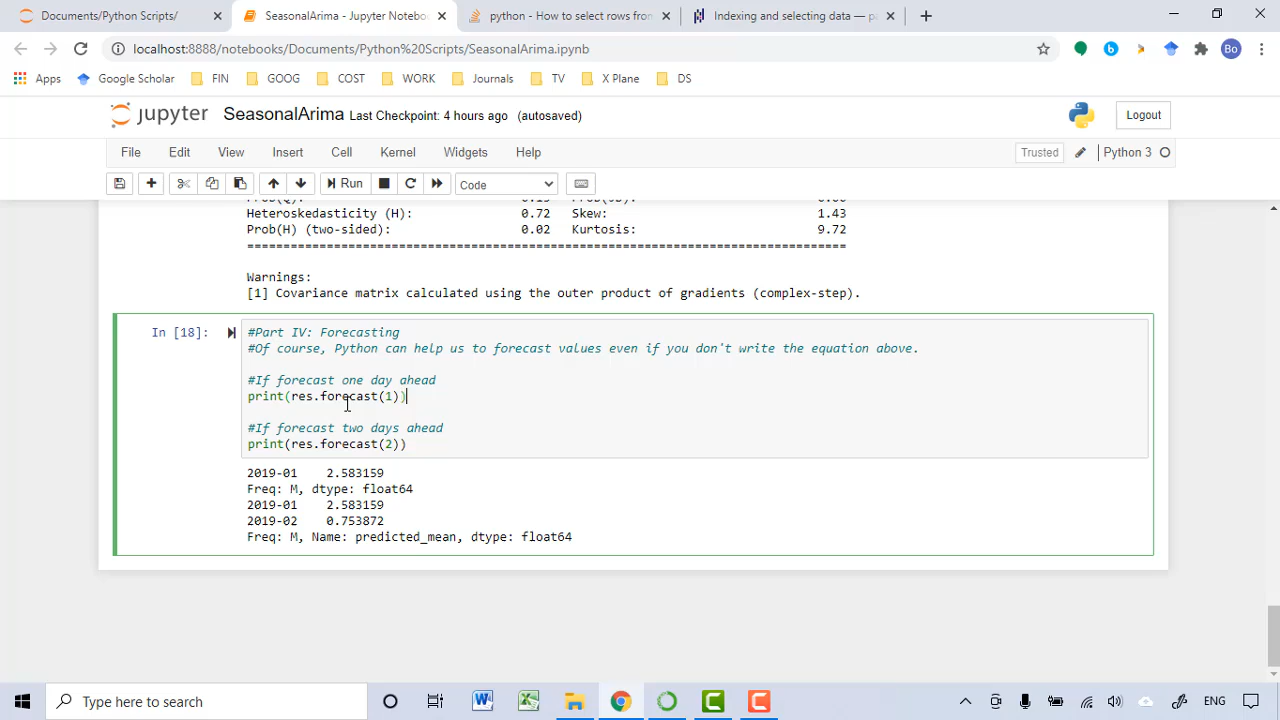 Documents/Python Scripts/
SeasonalArima - Jupyter Notebo
python - How to select rows from
Indexing and selecting data — p
localhost:8888/notebooks/Documents/Python%20Scripts/SeasonalArima.ipynb
Bo
Apps Google Scholar FIN GOOG COST WORK Journals TV X Plane DS
jupyter SeasonalArima Last Checkpoint: 4 hours ago (autosaved)
Logout
File Edit View Insert Cell Kernel Widgets Help Trusted Python 3
Run Code
Heteroskedasticity (H): 0.72 Skew: 1.43
Prob(H) (two-sided): 0.02 Kurtosis: 9.72
===================================================================================
Warnings:
[1] Covariance matrix calculated using the outer product of gradients (complex-step).
In [18]:
#Part IV: Forecasting
#Of course, Python can help us to forecast values even if you don't write the equation above.
#If forecast one day ahead
print(res.forecast(1))
#If forecast two days ahead
print(res.forecast(2))
2019-01 2.583159
Freq: M, dtype: float64
2019-01 2.583159
2019-02 0.753872
Freq: M, Name: predicted_mean, dtype: float64
Type here to search
ENG